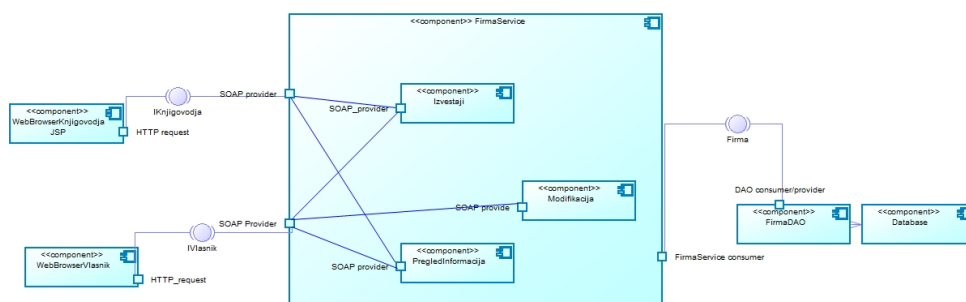 <<component>> FirmaService
<<component>>
Izvestaji
SOAP provider
IKnjigovodja
SOAP_provider
<<component>>
WebBrowserKnjigovodja
JSP
HTTP request
Firma
<<component>>
Modifikacija
SOAP provide
DAO consumer/provider
<<component>>
FirmaDAO
<<component>>
Database
SOAP Provider
IVlasnik
<<component>>
PregledInformacija
SOAP provider
<<component>>
WebBrowserVlasnik
HTTP_request
FirmaService consumer